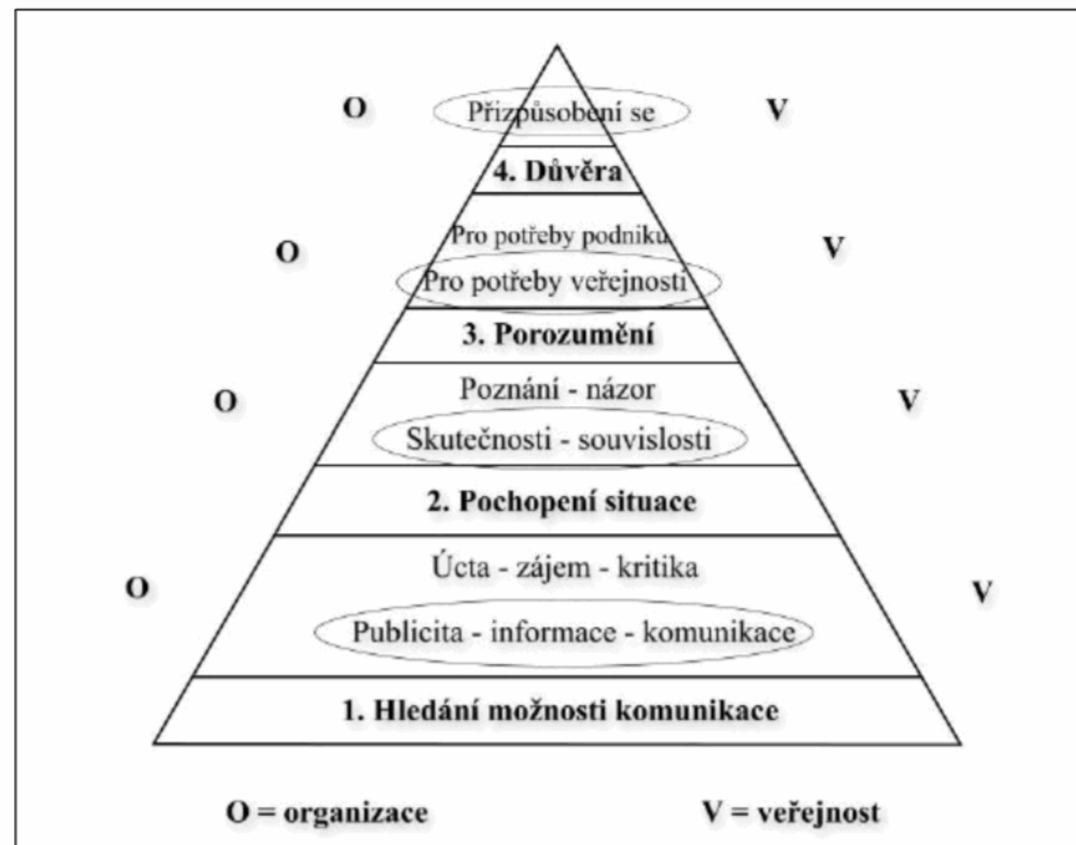 O Přizpůsobení se V
4. Důvěra
Pro potřeby podniku
O V
Pro potřeby veřejnosti
3. Porozumění
Poznání - názor
O V
Skutečnosti - souvislosti
2. Pochopení situace
Úcta - zájem - kritika
O V
Publicita - informace - komunikace
1. Hledání možnosti komunikace
O = organizace V = veřejnost